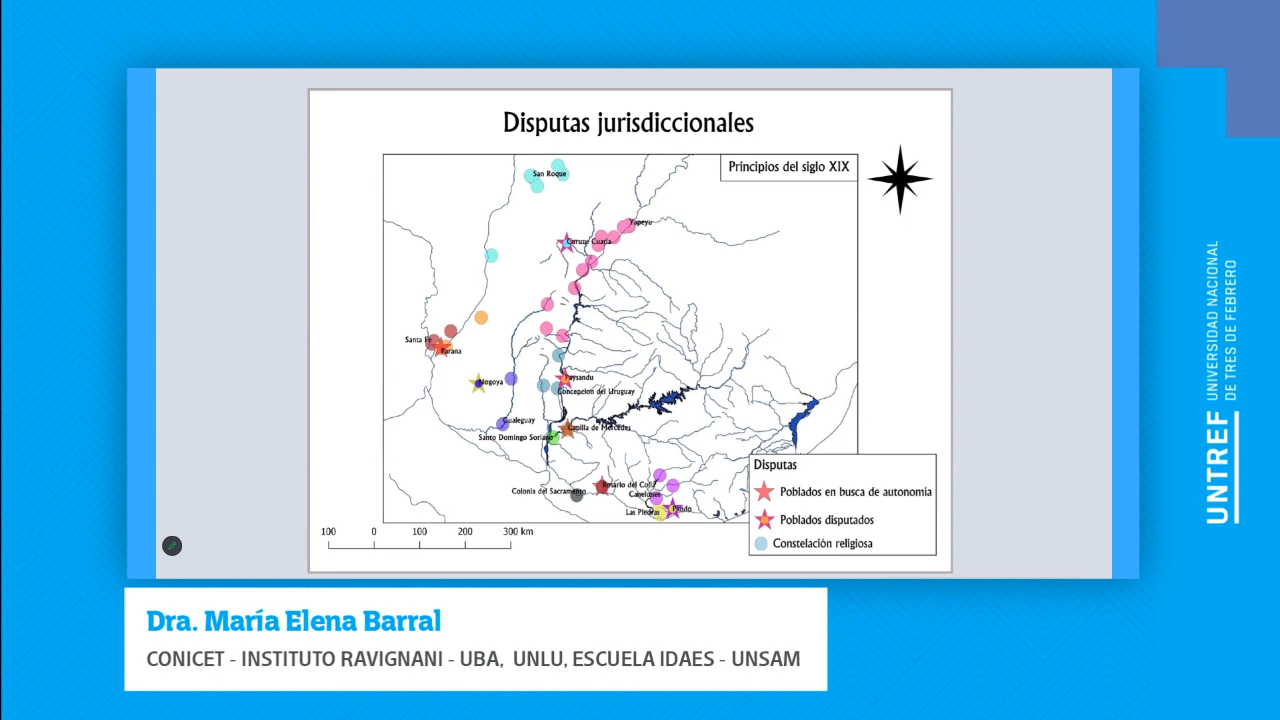 Disputas jurisdiccionales
Principios del siglo XIX
San Roque
Yapeyu
Curuzu Cuatia
Santa Fe
Parana
Nogoya
Paysandu
Concepcion del Uruguay
Gualeguay
Capilla de Mercedes
Santo Domingo Soriano
Rosario del Colla
Colonia del Sacramento
Canelones
Las Piedras
Pando
Disputas
Poblados en busca de autonomia
Poblados disputados
Constelación religiosa
100 0 100 200 300 km
Dra. María Elena Barral
CONICET - INSTITUTO RAVIGNANI - UBA, UNLU, ESCUELA IDAES - UNSAM
UNTREF
UNIVERSIDAD NACIONAL
DE TRES DE FEBRERO